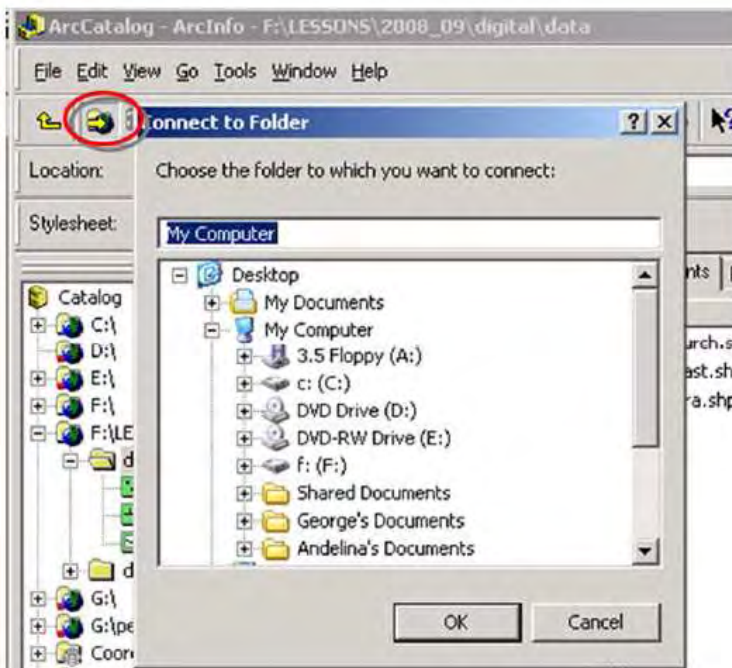 ArcCatalog - ArcInfo - F:\LESSONS\2008_09\digital\data
File Edit View Go Tools Window Help
Connect to Folder
Location:
Choose the folder to which you want to connect:
Stylesheet:
My Computer
Desktop
My Documents
My Computer
3.5 Floppy (A:)
c: (C:)
DVD Drive (D:)
DVD-RW Drive (E:)
f: (F:)
Shared Documents
George's Documents
Andelina's Documents
OK Cancel
Catalog
C:\
D:\
E:\
F:\
F:\LE
d
d
G:\
G:\pe
Coor
nts
urch.s
ast.sh
ra.shp